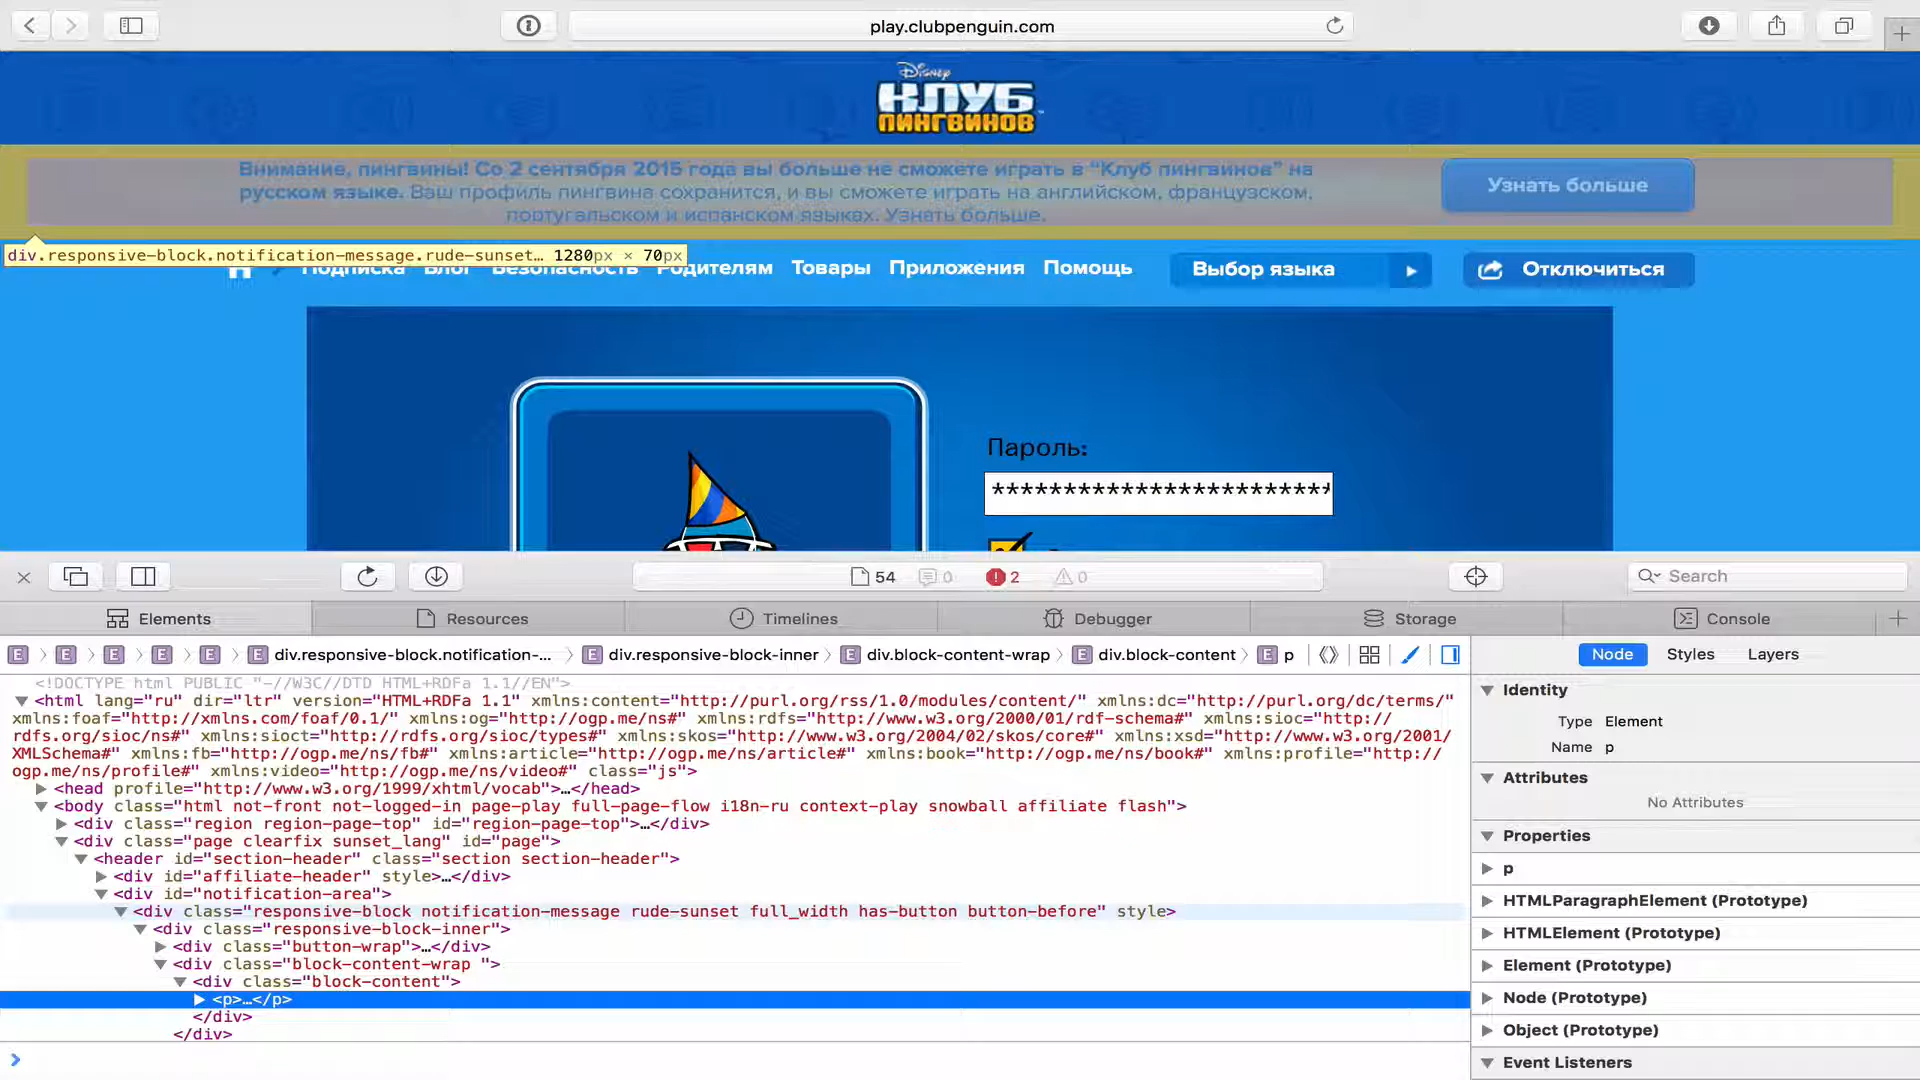 play.clubpenguin.com
Disney
КЛУБ
ПИНГВИНОВ
Внимание, пингвины! Со 2 сентября 2015 года вы больше не сможете играть в “Клуб пингвинов” на
русском языке. Ваш профиль пингвина сохранится, и вы сможете играть на английском, французском,
португальском и испанском языках. Узнать больше.
Узнать больше
div.responsive-block.notification-message.rude-sunset… 1280px × 70px
Подписка Блог Безопасность Родителям Товары Приложения Помощь
Выбор языка
Отключиться
Пароль:
************************
54 0 2 0
Search
Elements Resources Timelines Debugger Storage Console
E E E E E E div.responsive-block.notification-... E div.responsive-block-inner E div.block-content-wrap E div.block-content E p
Node Styles Layers
<!DOCTYPE html PUBLIC "-//W3C//DTD HTML+RDFa 1.1//EN">
<html lang="ru" dir="ltr" version="HTML+RDFa 1.1" xmlns:content="http://purl.org/rss/1.0/modules/content/" xmlns:dc="http://purl.org/dc/terms/"
xmlns:foaf="http://xmlns.com/foaf/0.1/" xmlns:og="http://ogp.me/ns#" xmlns:rdfs="http://www.w3.org/2000/01/rdf-schema#" xmlns:sioc="http://
rdfs.org/sioc/ns#" xmlns:sioct="http://rdfs.org/sioc/types#" xmlns:skos="http://www.w3.org/2004/02/skos/core#" xmlns:xsd="http://www.w3.org/2001/
XMLSchema#" xmlns:fb="http://ogp.me/ns/fb#" xmlns:article="http://ogp.me/ns/article#" xmlns:book="http://ogp.me/ns/book#" xmlns:profile="http://
ogp.me/ns/profile#" xmlns:video="http://ogp.me/ns/video#" class="js">
<head profile="http://www.w3.org/1999/xhtml/vocab">…</head>
<body class="html not-front not-logged-in page-play full-page-flow i18n-ru context-play snowball affiliate flash">
<div class="region region-page-top" id="region-page-top">…</div>
<div class="page clearfix sunset_lang" id="page">
<header id="section-header" class="section section-header">
<div id="affiliate-header" style>…</div>
<div id="notification-area">
<div class="responsive-block notification-message rude-sunset full_width has-button button-before" style>
<div class="responsive-block-inner">
<div class="button-wrap">…</div>
<div class="block-content-wrap ">
<div class="block-content">
<p>…</p>
</div>
</div>
Identity
Type Element
Name p
Attributes
No Attributes
Properties
p
HTMLParagraphElement (Prototype)
HTMLElement (Prototype)
Element (Prototype)
Node (Prototype)
Object (Prototype)
Event Listeners